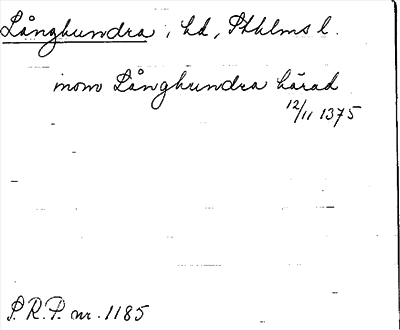 Långhundra, hd, Sthlms l.
inom Långhundra härad
12/11 1375
S.R.P. nr. 1185